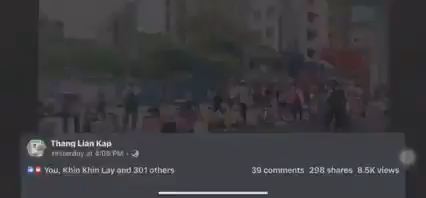 Thang Lian Kap
Yesterday at 4:08 PM ·
You, Khin Khin Lay and 301 others 39 comments 298 shares 8.5K views